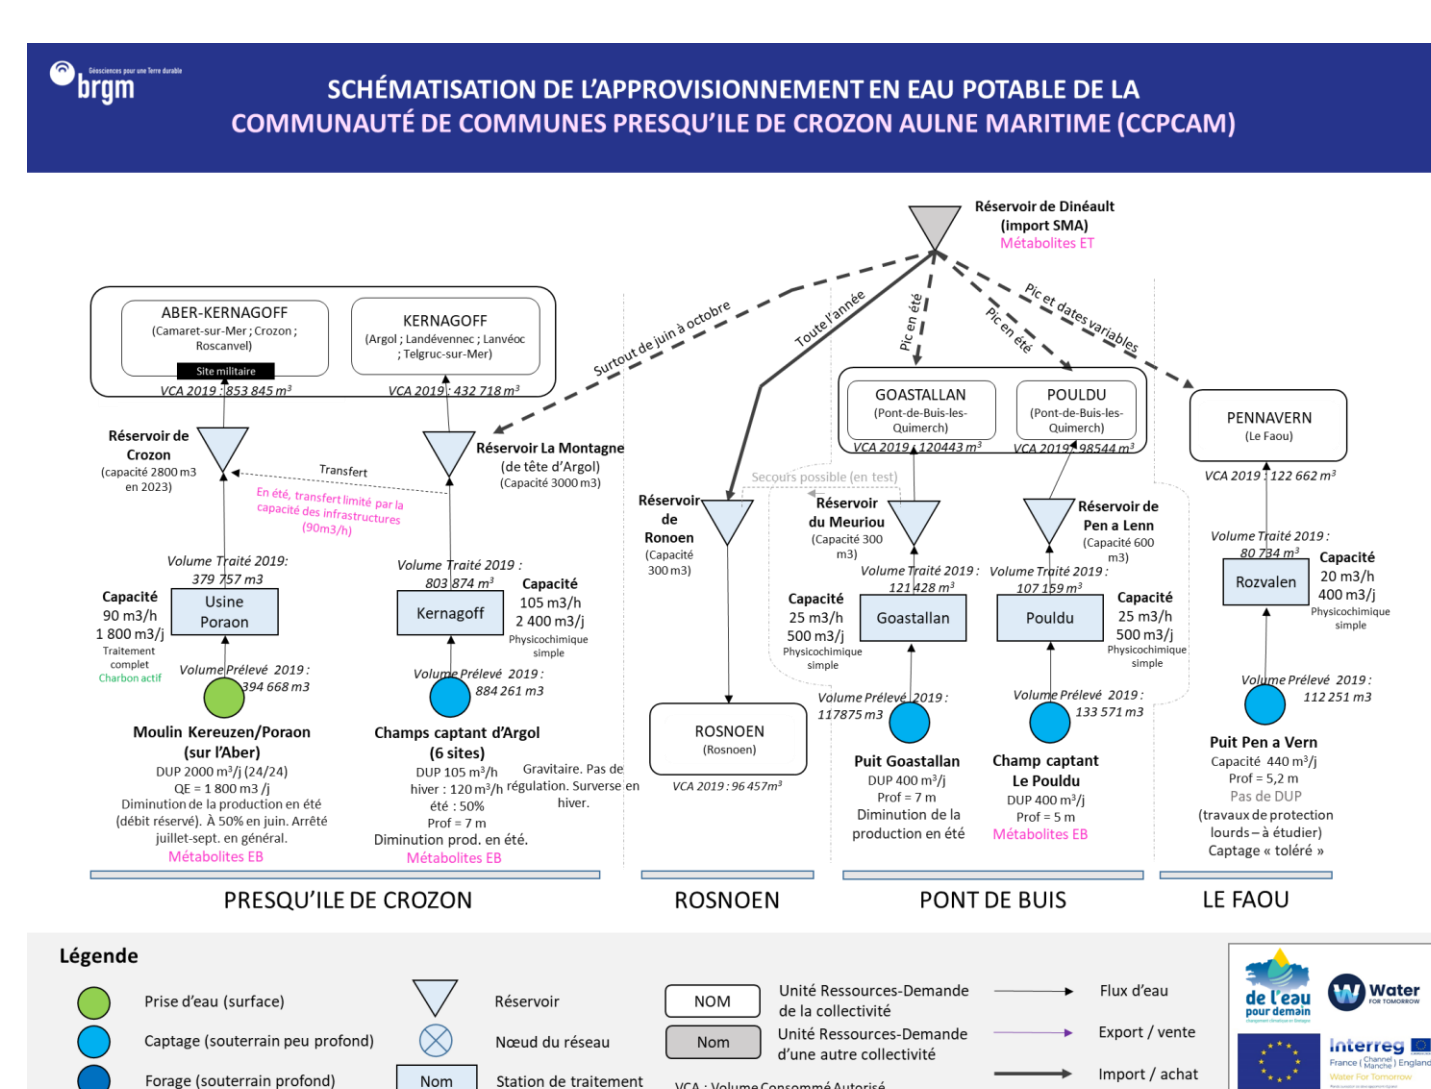 Géosciences pour une Terre durable
brgm
SCHÉMATISATION DE L'APPROVISIONNEMENT EN EAU POTABLE DE LA
COMMUNAUTÉ DE COMMUNES PRESQU'ILE DE CROZON AULNE MARITIME (CCPCAM)
Réservoir de Dinéault
(import SMA)
Métabolites ET
Surtout de juin à octobre
Toute l'année
Pic en été
Pic en été
Pic et dates variables
ABER-KERNAGOFF
(Camaret-sur-Mer ; Crozon ;
Roscanvel)
Site militaire
VCA 2019 : 853 845 m³
KERNAGOFF
(Argol ; Landévennec ; Lanvéoc
; Telgruc-sur-Mer)
VCA 2019 : 432 718 m³
GOASTALLAN
(Pont-de-Buis-les-
Quimerch)
VCA 2019 : 120443 m³
POULDU
(Pont-de-Buis-les-
Quimerch)
VCA 2019 : 98544 m³
PENNAVERN
(Le Faou)
VCA 2019 : 122 662 m³
Réservoir de
Crozon
(capacité 2800 m3
en 2023)
Transfert
En été, transfert limité par la
capacité des infrastructures
(90m3/h)
Réservoir La Montagne
(de tête d'Argol)
(Capacité 3000 m3)
Réservoir
de
Ronoen
(Capacité
300 m3)
Secours possible (en test)
Réservoir
du Meuriou
(Capacité 300
m3)
Réservoir de
Pen a Lenn
(Capacité 600
m3)
Volume Traité 2019:
379 757 m3
Capacité
90 m3/h
1 800 m3/j
Traitement
complet
Charbon actif
Usine
Poraon
Volume Prélevé 2019 :
394 668 m3
Volume Traité 2019 :
803 874 m³
Kernagoff
Capacité
105 m3/h
2 400 m3/j
Physicochimique
simple
Volume Prélevé 2019 :
884 261 m3
Volume Traité 2019 :
121 428 m³
Capacité
25 m3/h
500 m3/j
Physicochimique
simple
Goastallan
Volume Prélevé 2019 :
117875 m3
Volume Traité 2019 :
107 159 m³
Pouldu
Capacité
25 m3/h
500 m3/j
Physicochimique
simple
Volume Prélevé 2019 :
133 571 m3
Volume Traité 2019 :
80 734 m³
Rozvalen
Capacité
20 m3/h
400 m3/j
Physicochimique
simple
Volume Prélevé 2019 :
112 251 m3
Moulin Kereuzen/Poraon
(sur l'Aber)
DUP 2000 m³/j (24/24)
QE = 1 800 m3 /j
Diminution de la production en été
(débit réservé). À 50% en juin. Arrêté
juillet-sept. en général.
Métabolites EB
Champs captant d'Argol
(6 sites)
DUP 105 m³/h
hiver : 120 m³/h
été : 50%
Prof = 7 m
Diminution prod. en été.
Métabolites EB
Gravitaire. Pas de
régulation. Surverse en
hiver.
ROSNOEN
(Rosnoen)
VCA 2019 : 96 457m³
Puit Goastallan
DUP 400 m³/j
Prof = 7 m
Diminution de la
production en été
Champ captant
Le Pouldu
DUP 400 m³/j
Prof = 5 m
Métabolites EB
Puit Pen a Vern
Capacité 440 m³/j
Prof = 5,2 m
Pas de DUP
(travaux de protection
lourds – à étudier)
Captage « toléré »
PRESQU'ILE DE CROZON
ROSNOEN
PONT DE BUIS
LE FAOU
Légende
Prise d'eau (surface)
Captage (souterrain peu profond)
Forage (souterrain profond)
Réservoir
Nœud du réseau
Nom
Station de traitement
NOM
Unité Ressources-Demande
de la collectivité
Nom
Unité Ressources-Demande
d'une autre collectivité
VCA : Volume Consommé Autorisé
Flux d'eau
Export / vente
Import / achat
de l'eau
pour demain
Water
FOR TOMORROW
Interreg
France ( Channel Manche ) England
Water For Tomorrow